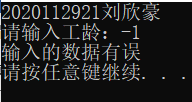 2020112921刘欣豪
请输入工龄：-1
输入的数据有误
请按任意键继续. . .